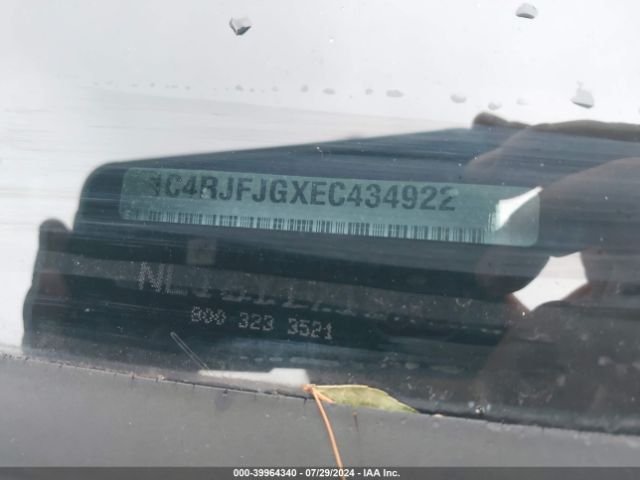 1C4RJFJGXEC434922
800 323 3521
000-39964340 - 07/29/2024 - IAA Inc.